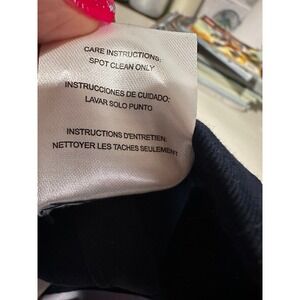 CARE INSTRUCTIONS:
SPOT CLEAN ONLY
INSTRUCCIONES DE CUIDADO:
LAVAR SOLO PUNTO
INSTRUCTIONS D'ENTRETIEN:
NETTOYER LES TACHES SEULEMENT